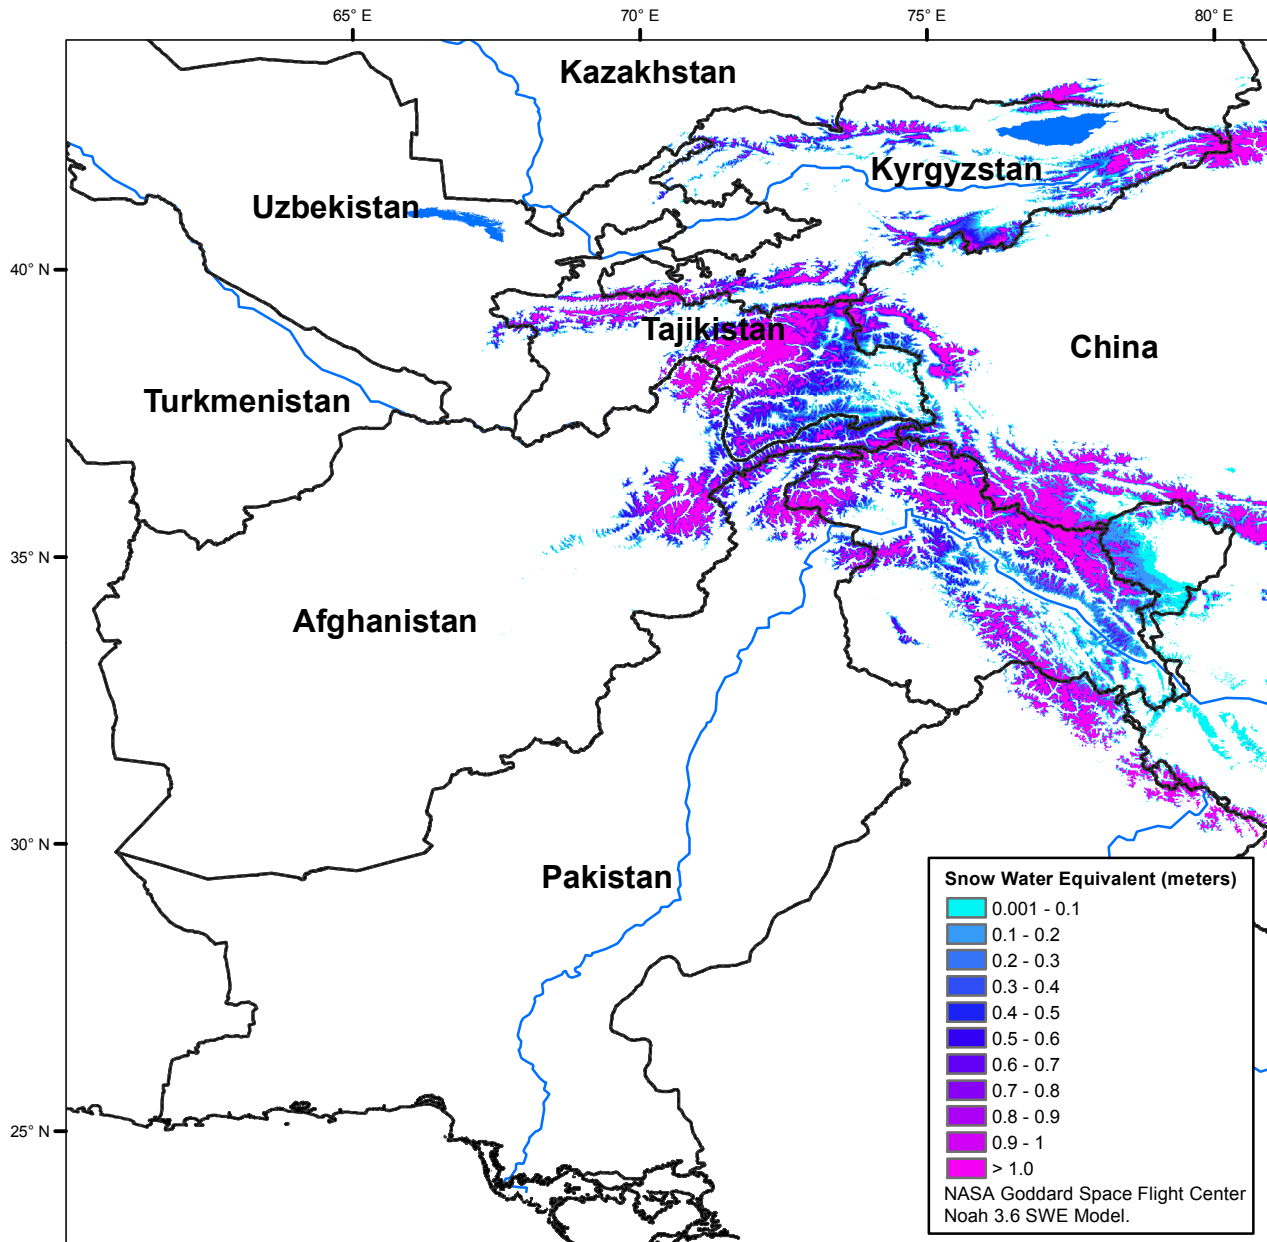 65° E
70° E
75° E
80° E
Kazakhstan
Kyrgyzstan
Uzbekistan
40° N
Tajikistan
China
Turkmenistan
35° N
Afghanistan
30° N
Pakistan
25° N
Snow Water Equivalent (meters)
0.001 - 0.1
0.1 - 0.2
0.2 - 0.3
0.3 - 0.4
0.4 - 0.5
0.5 - 0.6
0.6 - 0.7
0.7 - 0.8
0.8 - 0.9
0.9 - 1
> 1.0
NASA Goddard Space Flight Center
Noah 3.6 SWE Model.